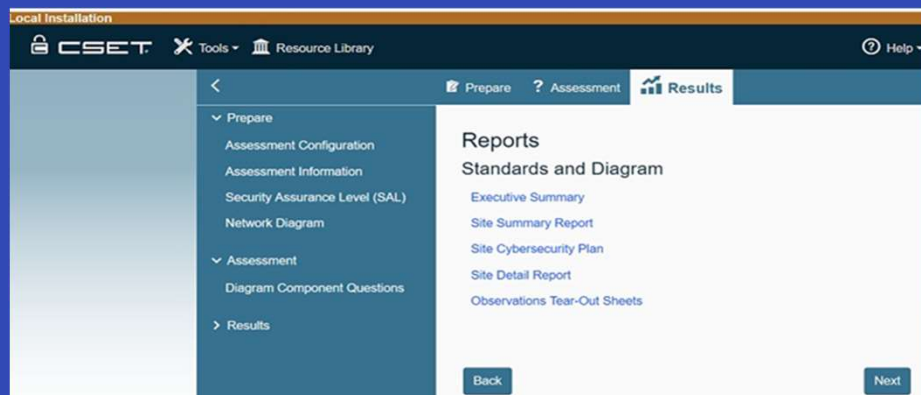 Local Installation
CSET Tools Resource Library Help
Prepare ? Assessment Results
Prepare
Assessment Configuration
Assessment Information
Security Assurance Level (SAL)
Network Diagram
Assessment
Diagram Component Questions
Results
Reports
Standards and Diagram
Executive Summary
Site Summary Report
Site Cybersecurity Plan
Site Detail Report
Observations Tear-Out Sheets
Back Next